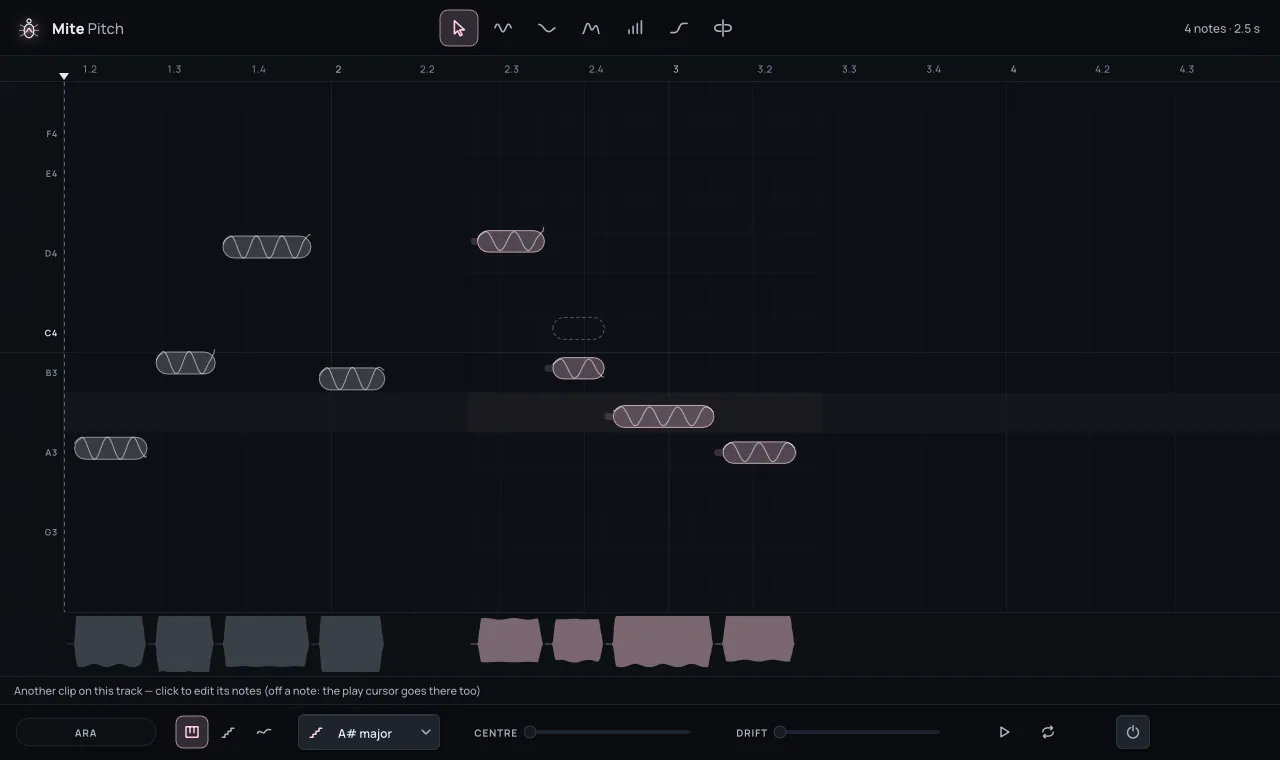 Mite Pitch
4 notes · 2.5 s
1.2 1.3 1.4 2 2.2 2.3 2.4 3 3.2 3.3 3.4 4 4.2 4.3
F4
E4
D4
C4
B3
A3
G3
Another clip on this track — click to edit its notes (off a note: the play cursor goes there too)
ARA
A# major
CENTRE
DRIFT